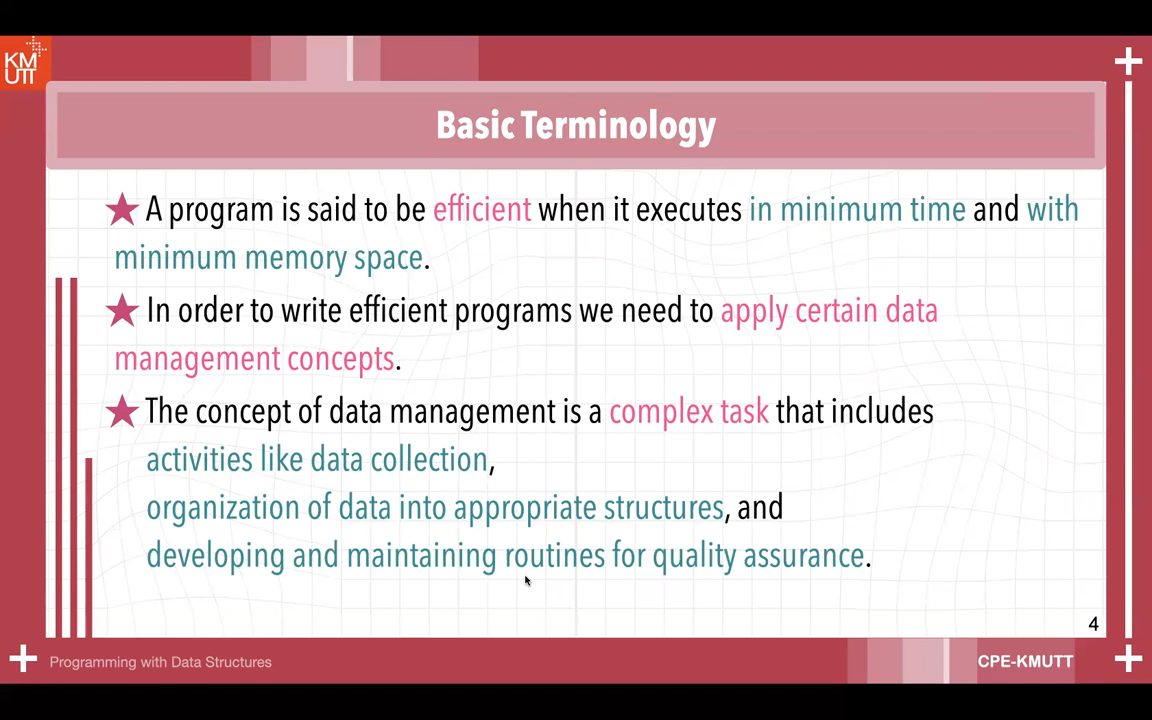 KM
UTT
Basic Terminology
A program is said to be efficient when it executes in minimum time and with
minimum memory space.
In order to write efficient programs we need to apply certain data
management concepts.
The concept of data management is a complex task that includes
activities like data collection,
organization of data into appropriate structures, and
developing and maintaining routines for quality assurance.
4
Programming with Data Structures
CPE-KMUTT